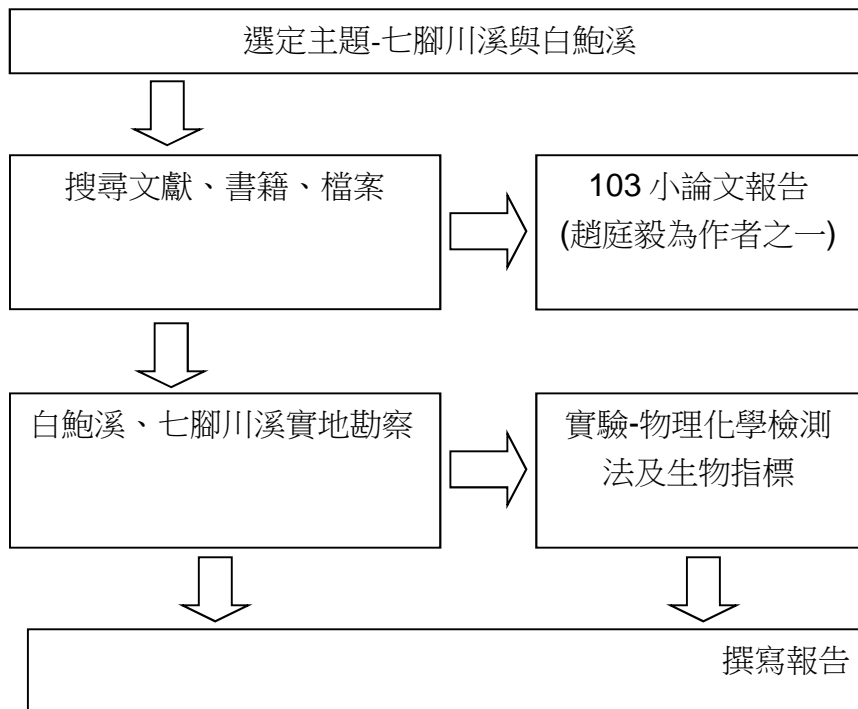 選定主題-七腳川溪與白鮑溪
搜尋文獻、書籍、檔案
103 小論文報告
(趙庭毅為作者之一)
白鮑溪、七腳川溪實地勘察
實驗-物理化學檢測
法及生物指標
撰寫報告